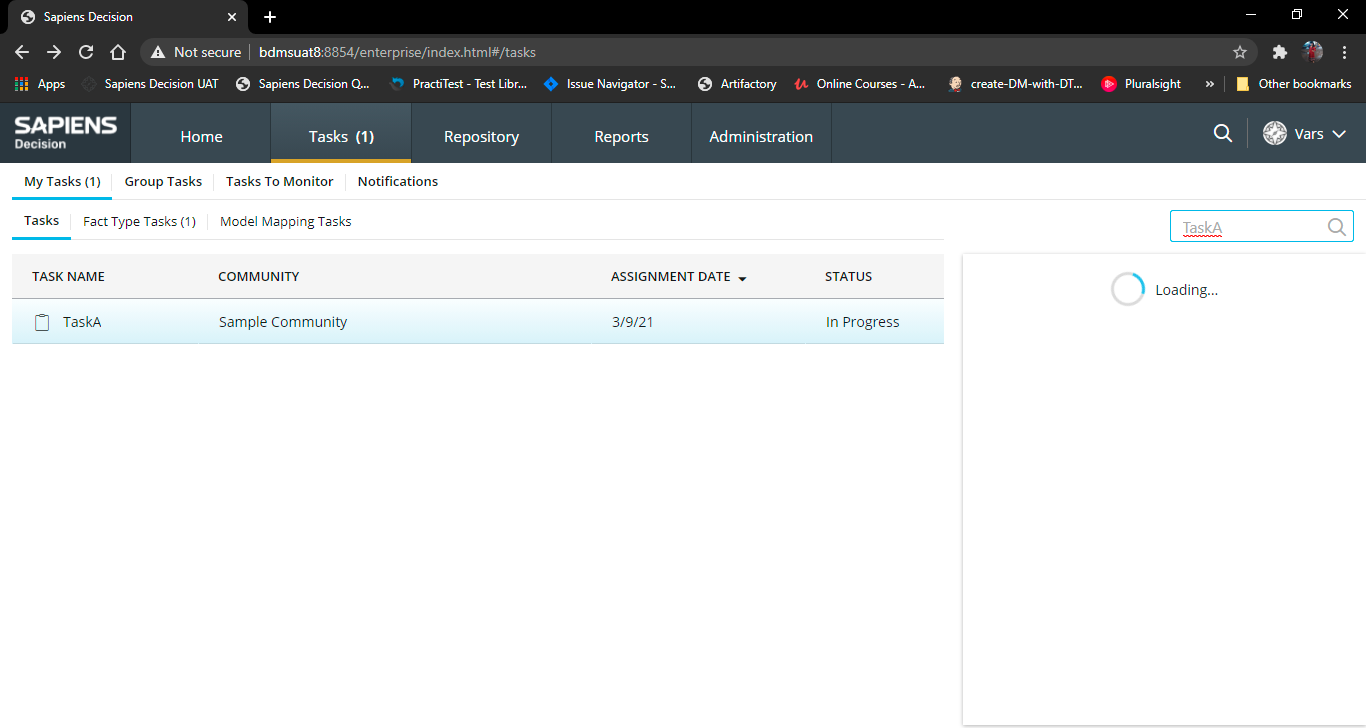 Sapiens Decision
Not secure bdmsuat8:8854/enterprise/index.html#/tasks
Apps Sapiens Decision UAT Sapiens Decision Q... PractiTest - Test Libr... Issue Navigator - S... Artifactory Online Courses - A... create-DM-with-DT... Pluralsight » Other bookmarks
SAPIENS
Decision
Home Tasks (1) Repository Reports Administration Vars
My Tasks (1) Group Tasks Tasks To Monitor Notifications
Tasks Fact Type Tasks (1) Model Mapping Tasks TaskA
TASK NAME COMMUNITY ASSIGNMENT DATE STATUS
Loading...
TaskA Sample Community 3/9/21 In Progress